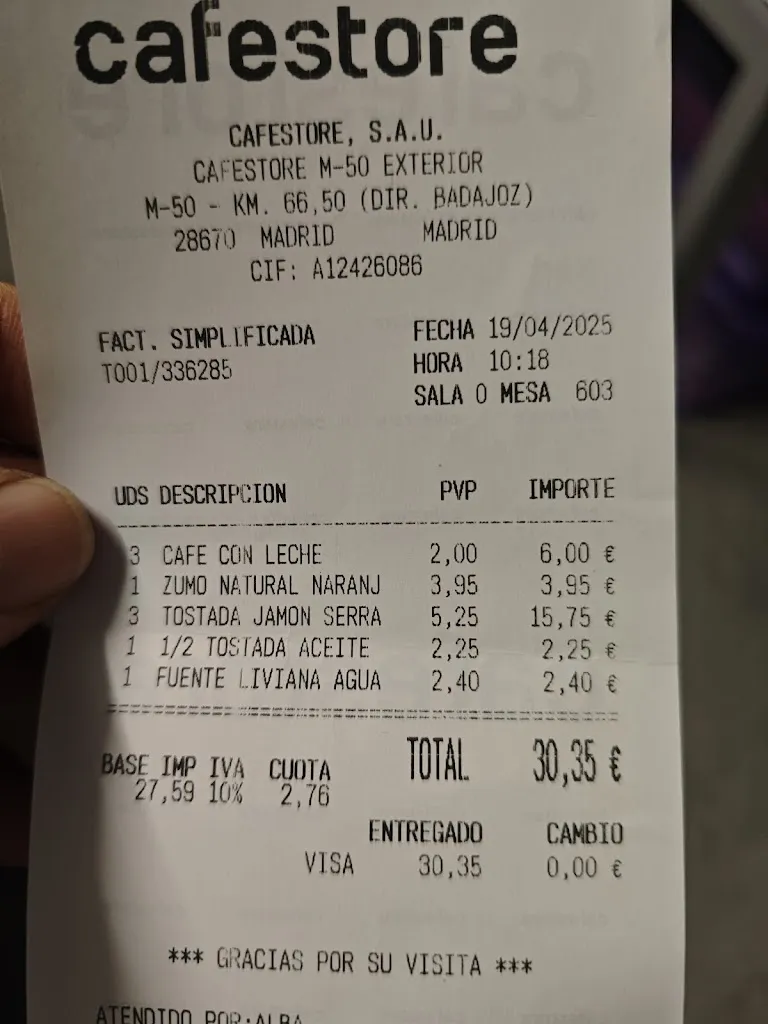 cafestore
CAFESTORE, S.A.U.
CAFESTORE M-50 EXTERIOR
M-50 - KM. 66,50 (DIR. BADAJOZ)
28670 MADRID MADRID
CIF: A12426086
FACT. SIMPLIFICADA FECHA 19/04/2025
T001/336285 HORA 10:18
SALA 0 MESA 603
UDS DESCRIPCION PVP IMPORTE
3 CAFE CON LECHE 2,00 6,00 €
1 ZUMO NATURAL NARANJ 3,95 3,95 €
3 TOSTADA JAMON SERRA 5,25 15,75 €
1 1/2 TOSTADA ACEITE 2,25 2,25 €
1 FUENTE LIVIANA AGUA 2,40 2,40 €
BASE IMP IVA CUOTA TOTAL 30,35 €
27,59 10% 2,76
ENTREGADO CAMBIO
VISA 30,35 0,00 €
*** GRACIAS POR SU VISITA ***
ATENDIDO POR:ALBA